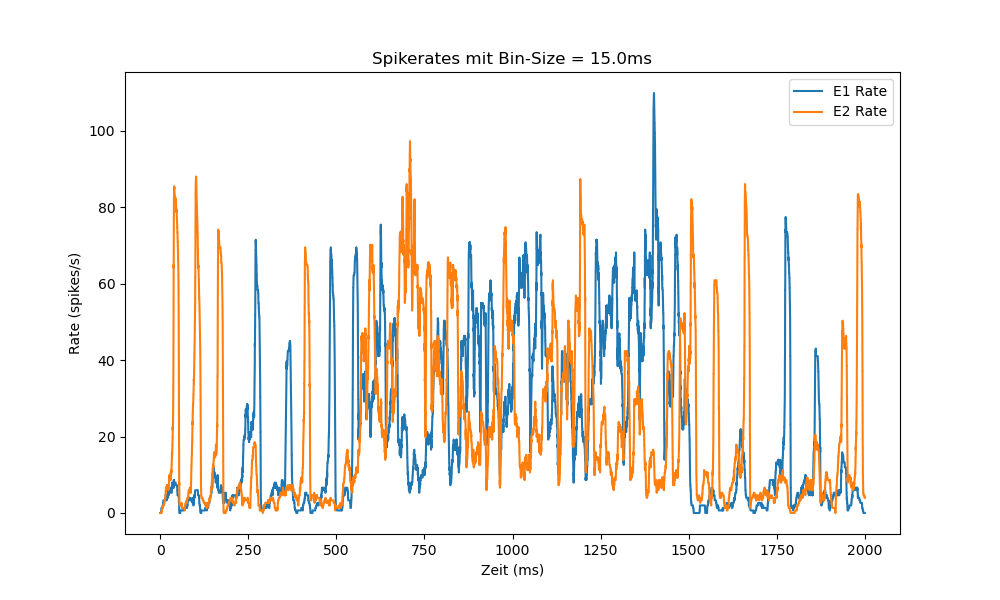 Spikerates mit Bin-Size = 15.0ms
E1 Rate
E2 Rate
Rate (spikes/s)
100
80
60
40
20
0
0 250 500 750 1000 1250 1500 1750 2000
Zeit (ms)